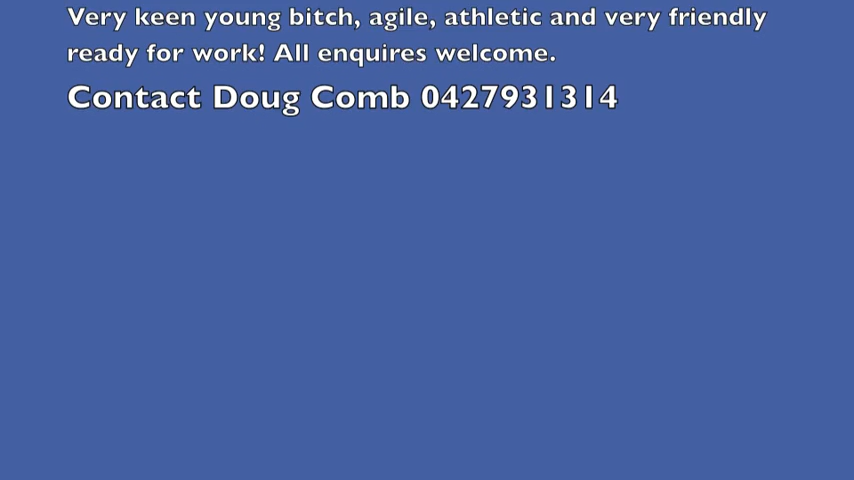 Very keen young bitch, agile, athletic and very friendly
ready for work! All enquires welcome.
Contact Doug Comb 0427931314